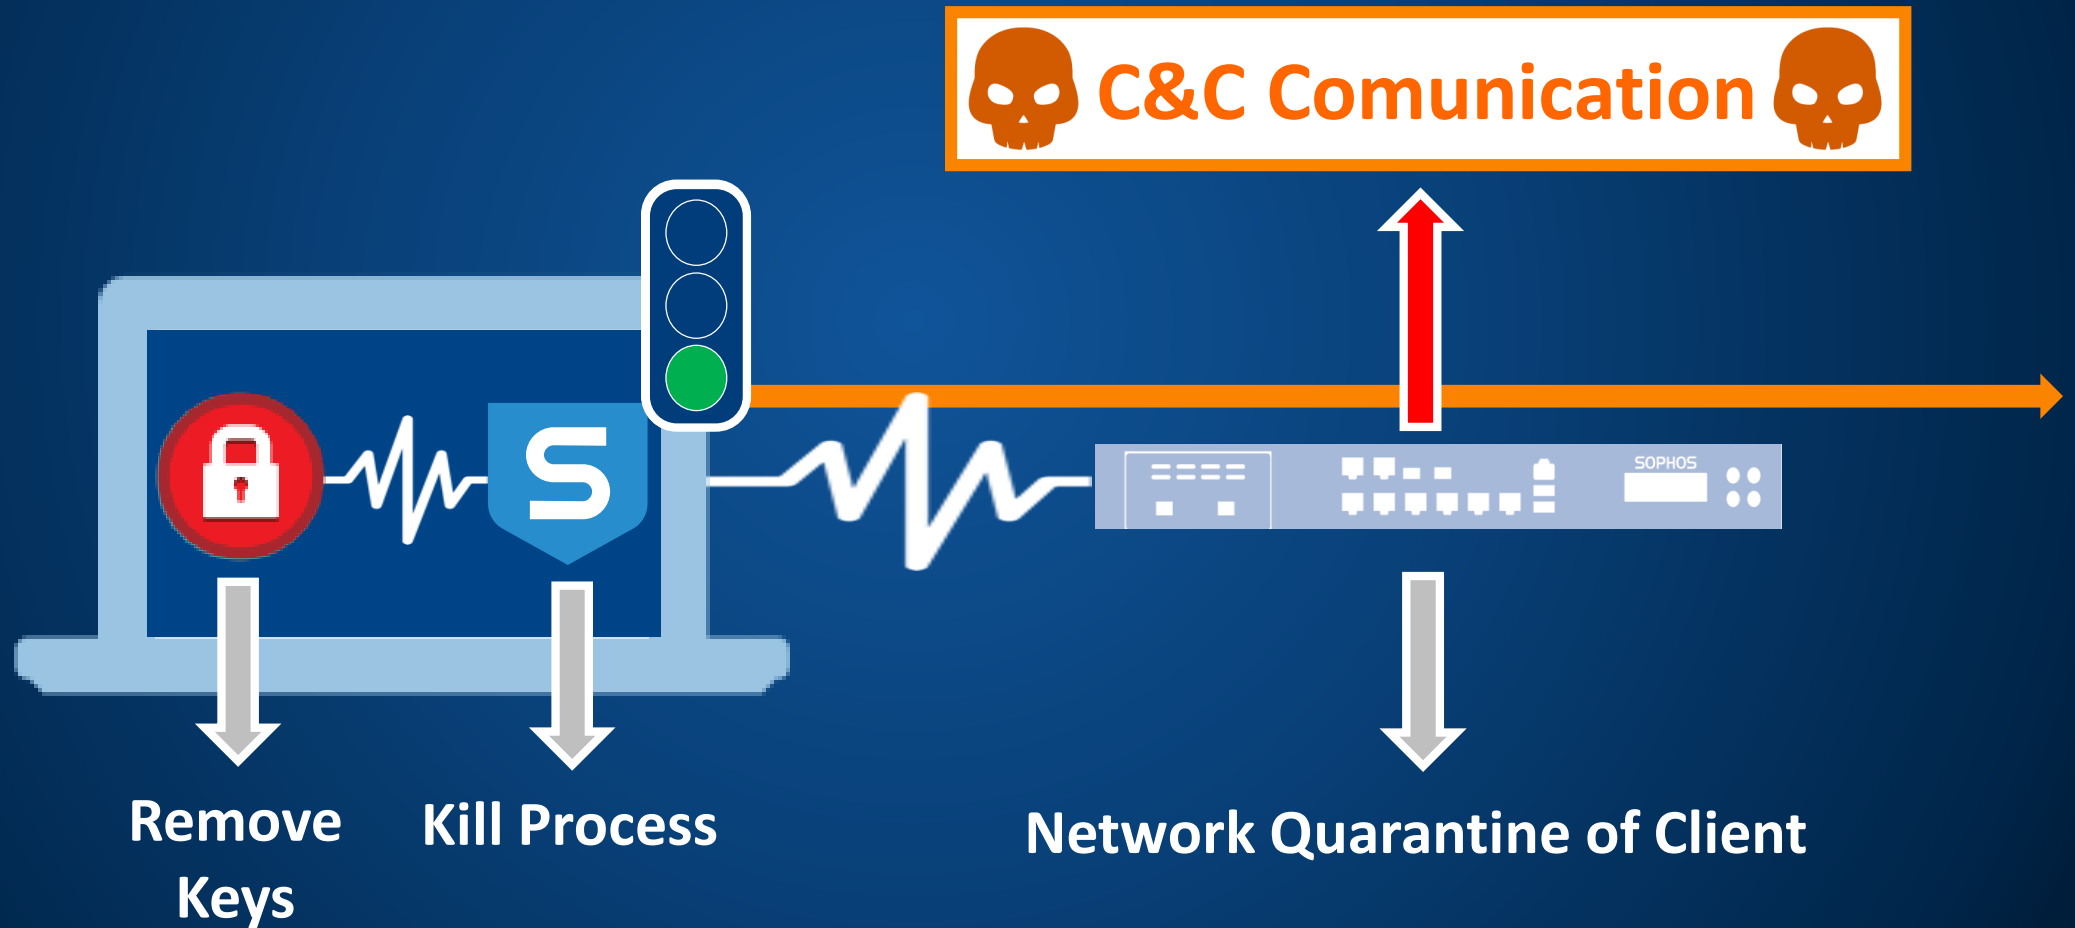 C&C Comunication
S
SOPHOS
Remove
Keys
Kill Process
Network Quarantine of Client